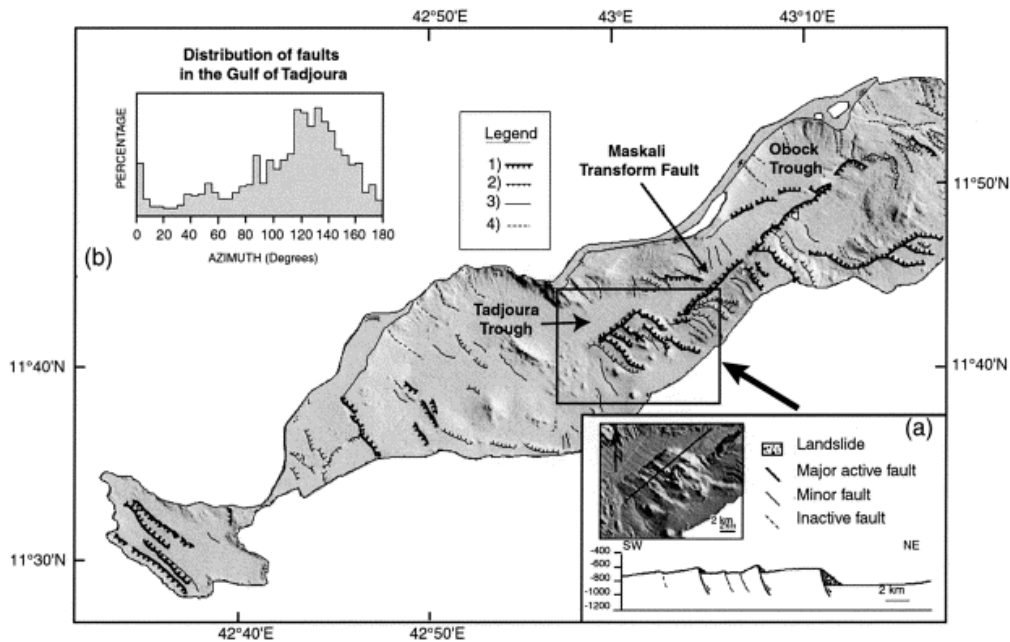 42°50'E
43°E
43°10'E
Distribution of faults
in the Gulf of Tadjoura
PERCENTAGE
0 20 40 60 80 100 120 140 160 180
AZIMUTH (Degrees)
(b)
Legend
1)
2)
3)
4)
Maskali
Transform Fault
Obock
Trough
11°50'N
Tadjoura
Trough
11°40'N
11°40'N
(a)
Landslide
Major active fault
Minor fault
Inactive fault
2 km
SW
NE
-400
-600
-800
-1000
-1200
2 km
11°30'N
11°30'N
42°40'E
42°50'E